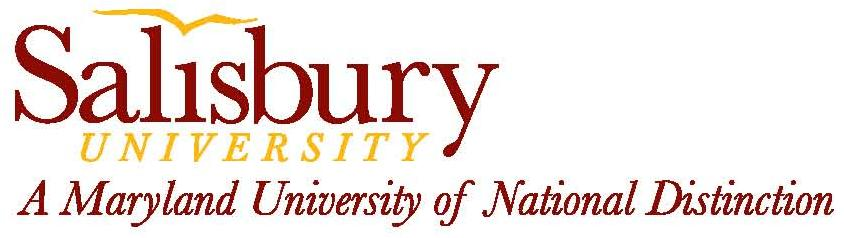 Salisbury
UNIVERSITY
A Maryland University of National Distinction